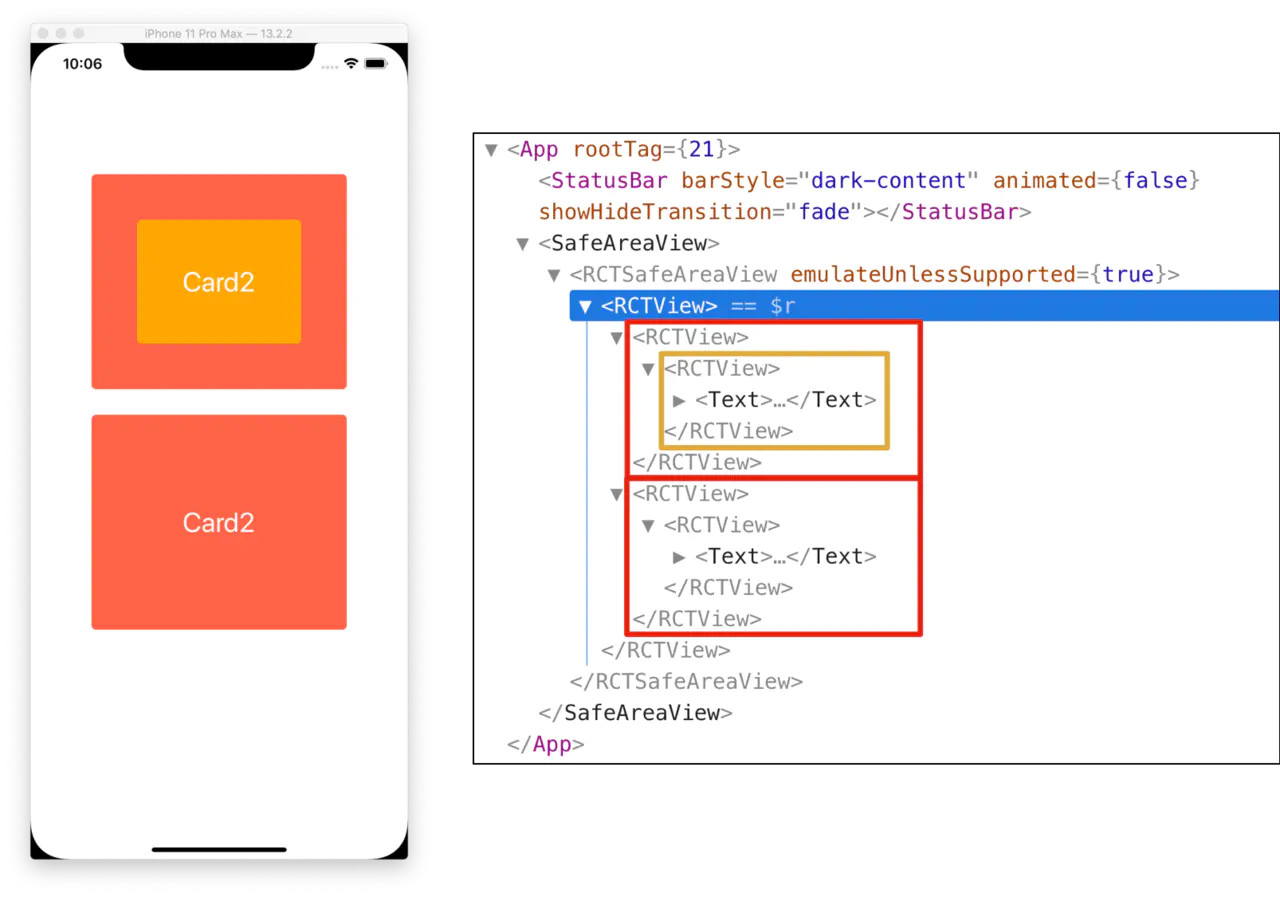 iPhone 11 Pro Max — 13.2.2
10:06
Card2
Card2
▼ <App rootTag={21}>
<StatusBar barStyle="dark-content" animated={false}
showHideTransition="fade"></StatusBar>
▼ <SafeAreaView>
▼ <RCTSafeAreaView emulateUnlessSupported={true}>
▼ <RCTView> == $r
▼ <RCTView>
▼ <RCTView>
▶ <Text>…</Text>
</RCTView>
</RCTView>
▼ <RCTView>
▼ <RCTView>
▶ <Text>…</Text>
</RCTView>
</RCTView>
</RCTView>
</RCTSafeAreaView>
</SafeAreaView>
</App>